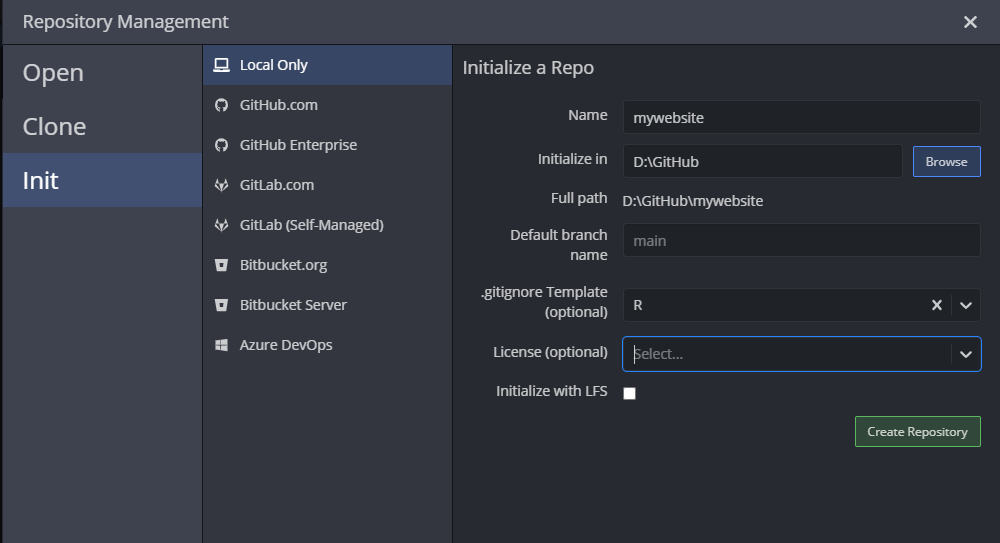 Repository Management
Open
Clone
Init
Local Only
GitHub.com
GitHub Enterprise
GitLab.com
GitLab (Self-Managed)
Bitbucket.org
Bitbucket Server
Azure DevOps
Initialize a Repo
Name mywebsite
Initialize in D:\GitHub Browse
Full path D:\GitHub\mywebsite
Default branch
name main
.gitignore Template
(optional) R
License (optional) Select...
Initialize with LFS
Create Repository